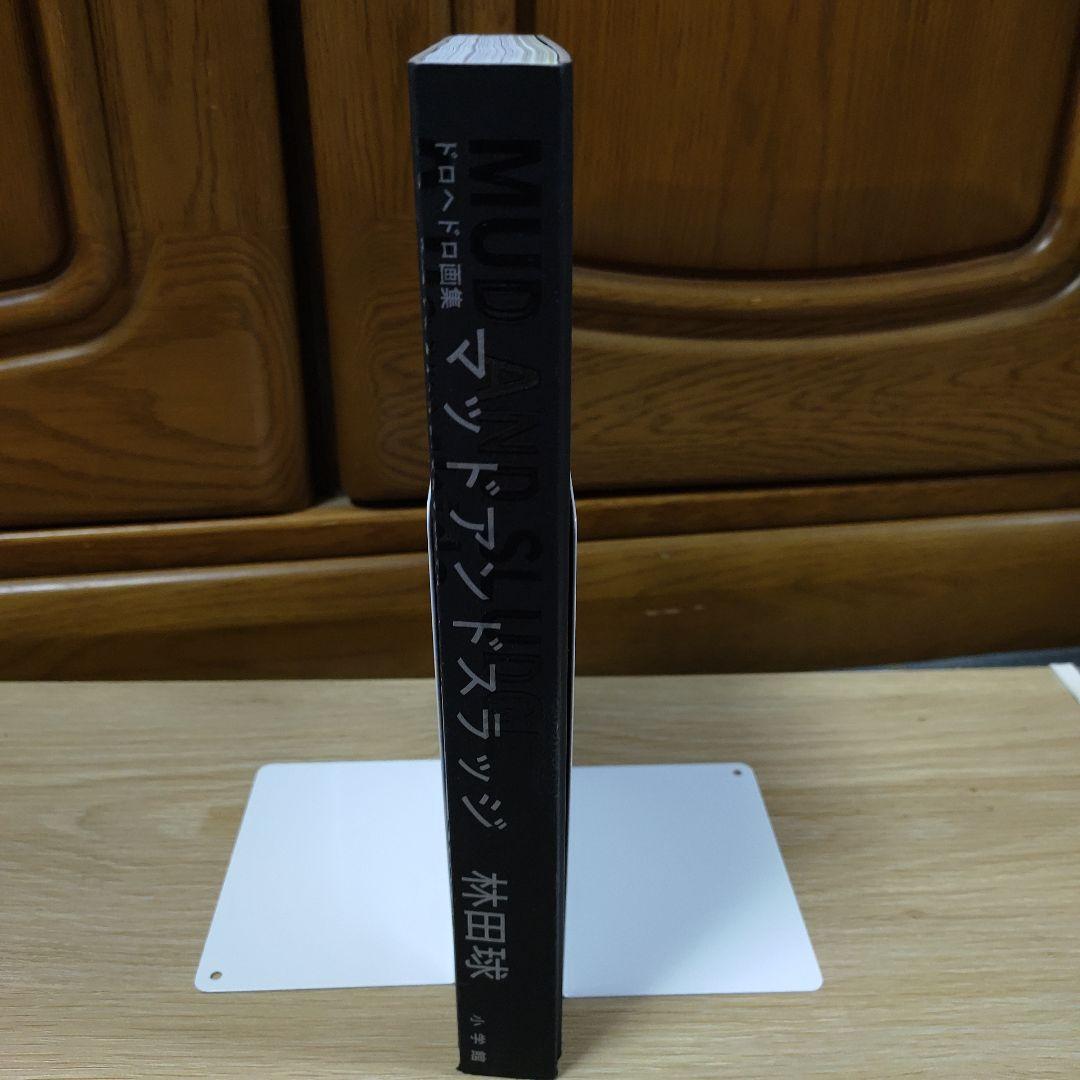 ドロヘドロ画集
マッドアンドスラッジ
林田球
小学館
MUD AND SLUDG